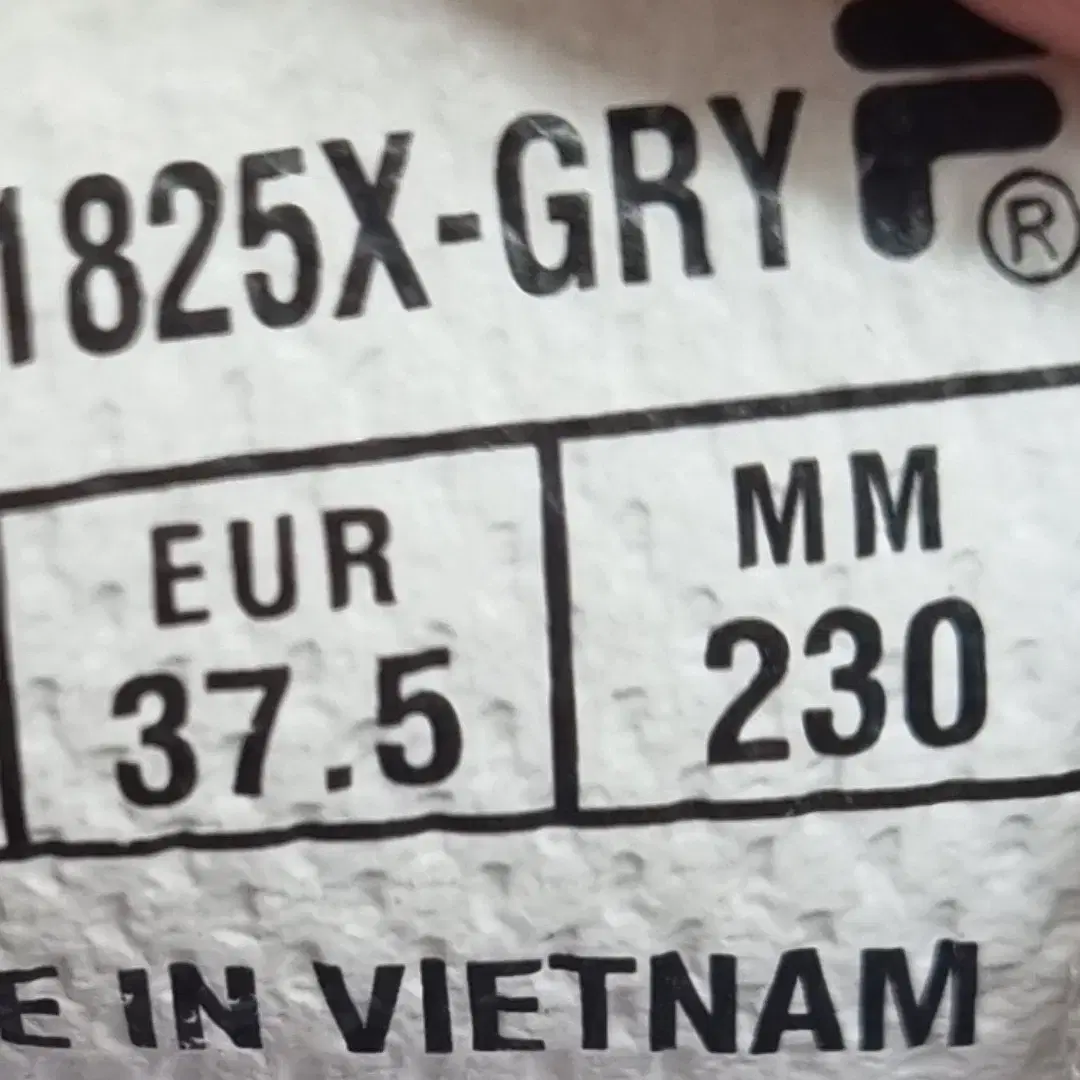 1825X-GRY ®
EUR MM
37.5 230
E IN VIETNAM